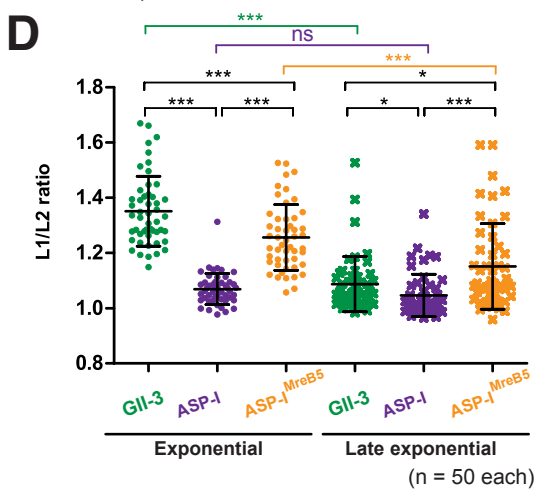 D
***
ns
***
***
*
***
***
*
***
1.8
1.6
1.4
1.2
1.0
0.8
L1/L2 ratio
GII-3
ASP-I
ASP-I^MreB5
GII-3
ASP-I
ASP-I^MreB5
Exponential
Late exponential
(n = 50 each)